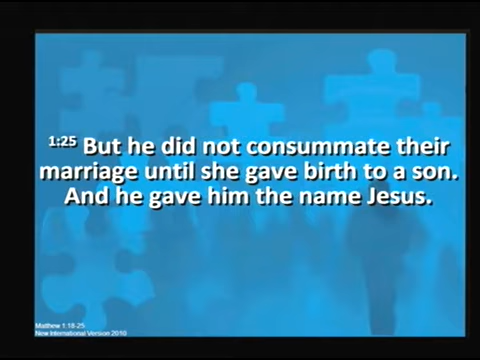 1:25 But he did not consummate their
marriage until she gave birth to a son.
And he gave him the name Jesus.
Matthew 1:18-25
New International Version 2010